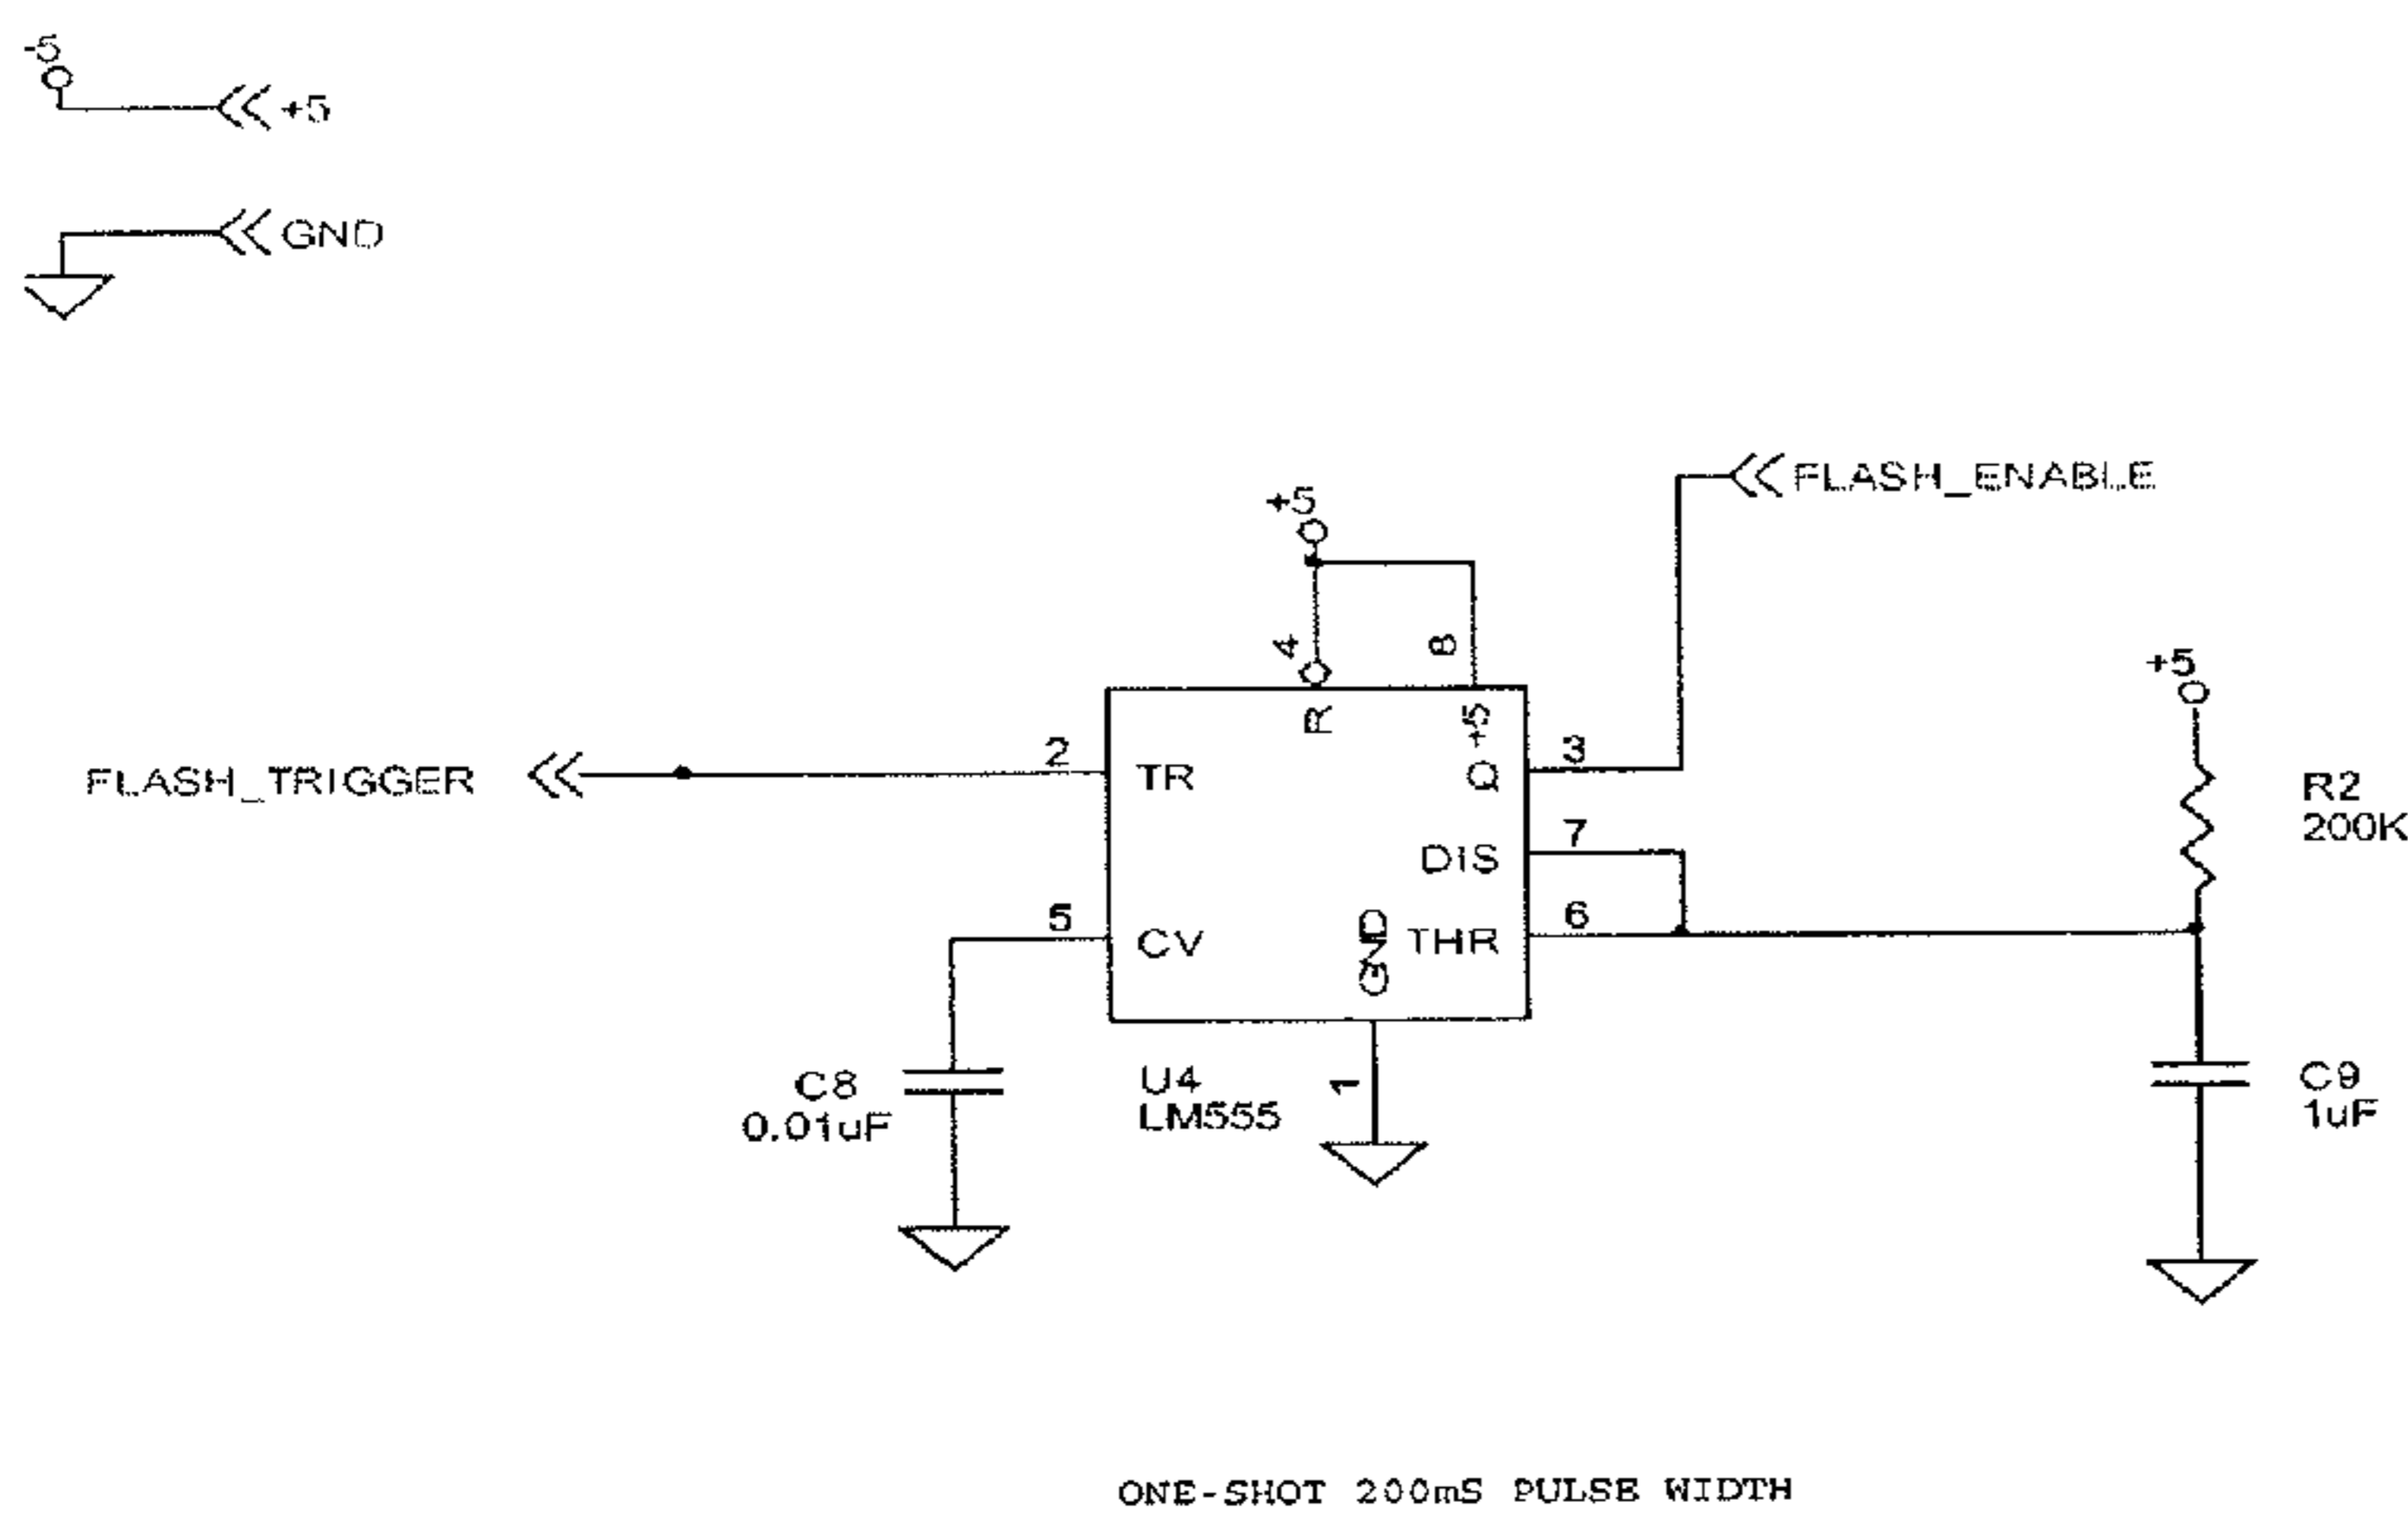 -5
+5
GND
FLASH_ENABLE
+5
4
8
+5
R
+5
2
3
FLASH_TRIGGER
TR
Q
R2
200K
7
DIS
5
6
CV
GND
THR
C8
0.01uF
U4
LM555
1
C9
1uF
ONE-SHOT 200mS PULSE WIDTH